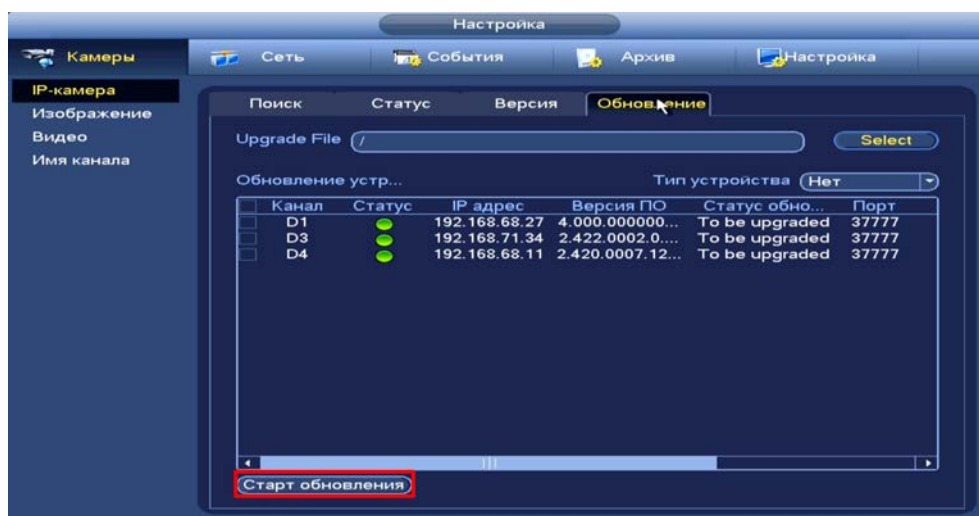 Настройка
Камеры Сеть События Архив Настройка
IP-камера
Изображение
Видео
Имя канала
Поиск Статус Версия Обновление
Upgrade File / Select
Обновление устр... Тип устройства Нет
Канал Статус IP адрес Версия ПО Статус обно... Порт
D1 192.168.68.27 4.000.000000... To be upgraded 37777
D3 192.168.71.34 2.422.0002.0.... To be upgraded 37777
D4 192.168.68.11 2.420.0007.12... To be upgraded 37777
Старт обновления